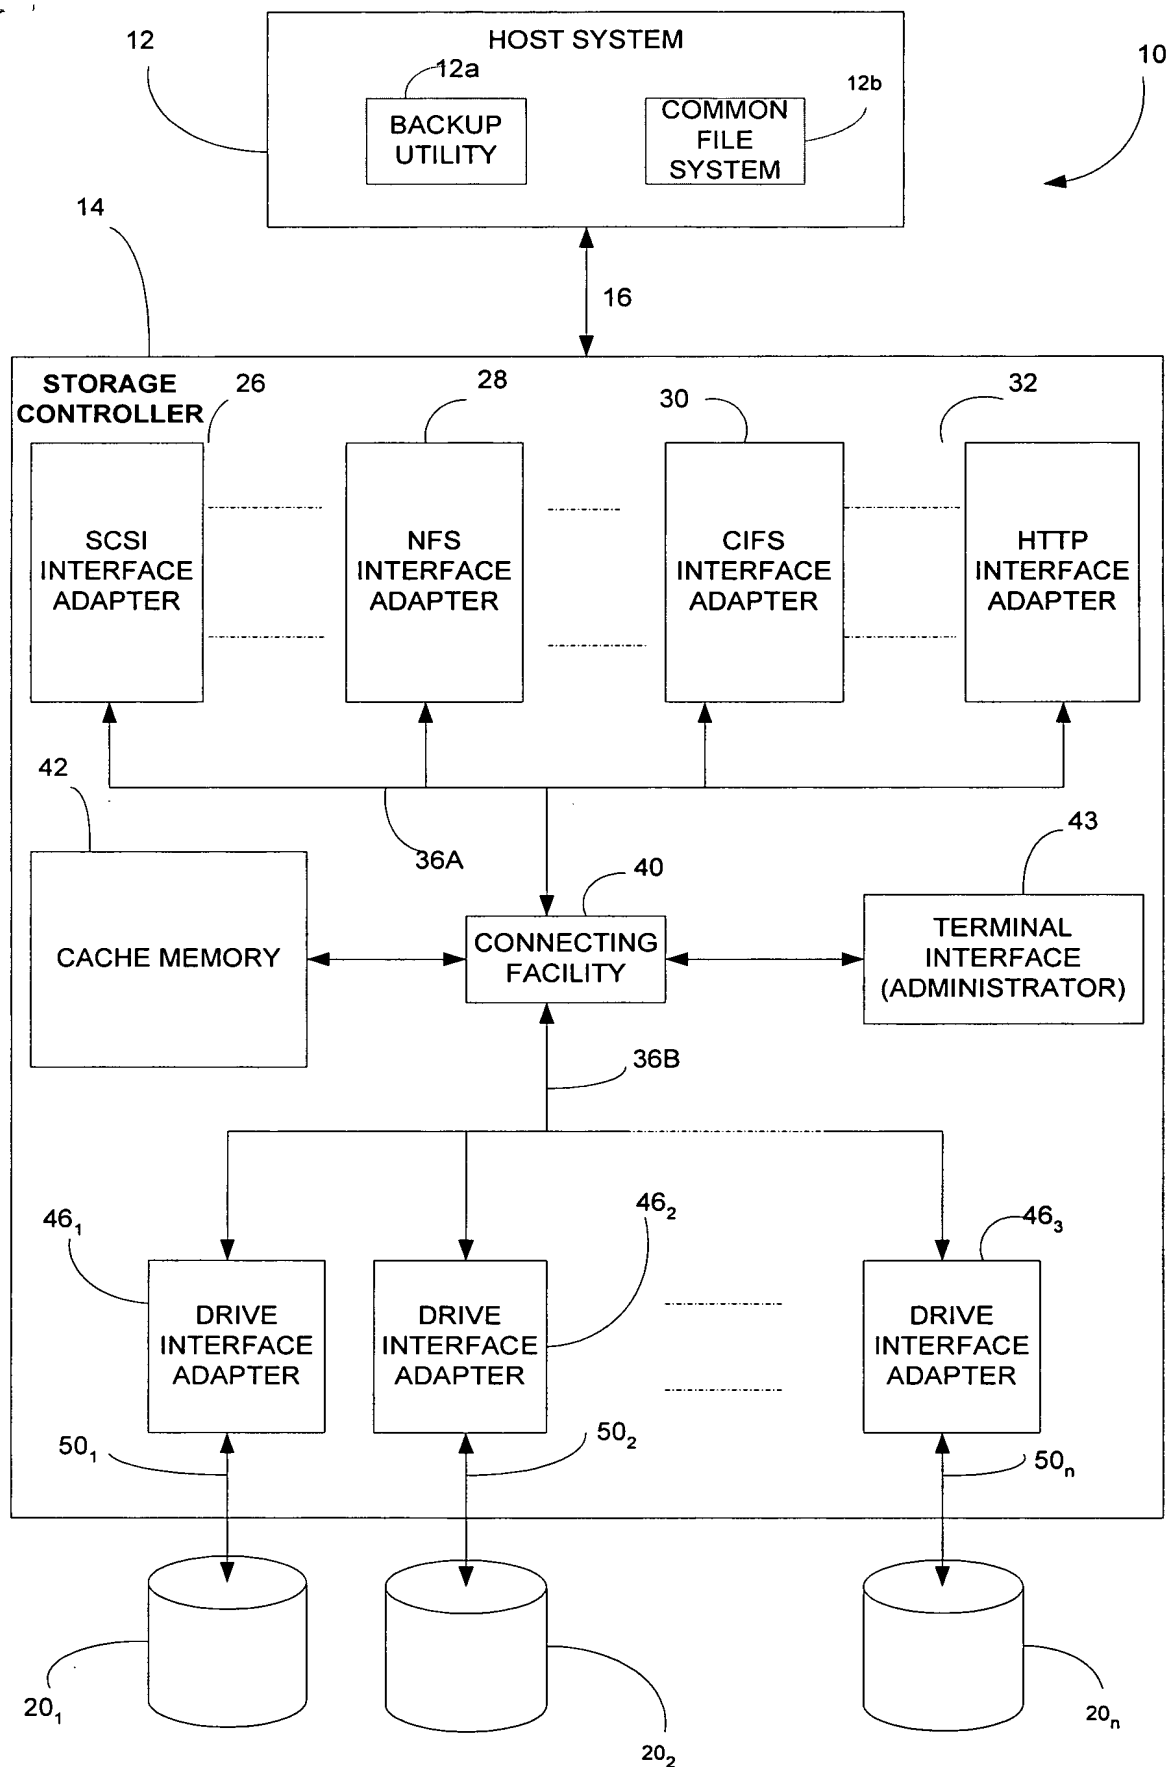 12
HOST SYSTEM
10
12a
12b
BACKUP
UTILITY
COMMON
FILE
SYSTEM
14
16
STORAGE
CONTROLLER
26
28
30
32
SCSI
INTERFACE
ADAPTER
NFS
INTERFACE
ADAPTER
CIFS
INTERFACE
ADAPTER
HTTP
INTERFACE
ADAPTER
42
36A
43
40
CACHE MEMORY
CONNECTING
FACILITY
TERMINAL
INTERFACE
(ADMINISTRATOR)
36B
46₁
46₂
46₃
DRIVE
INTERFACE
ADAPTER
DRIVE
INTERFACE
ADAPTER
DRIVE
INTERFACE
ADAPTER
50₁
50₂
50ₙ
20₁
20₂
20ₙ